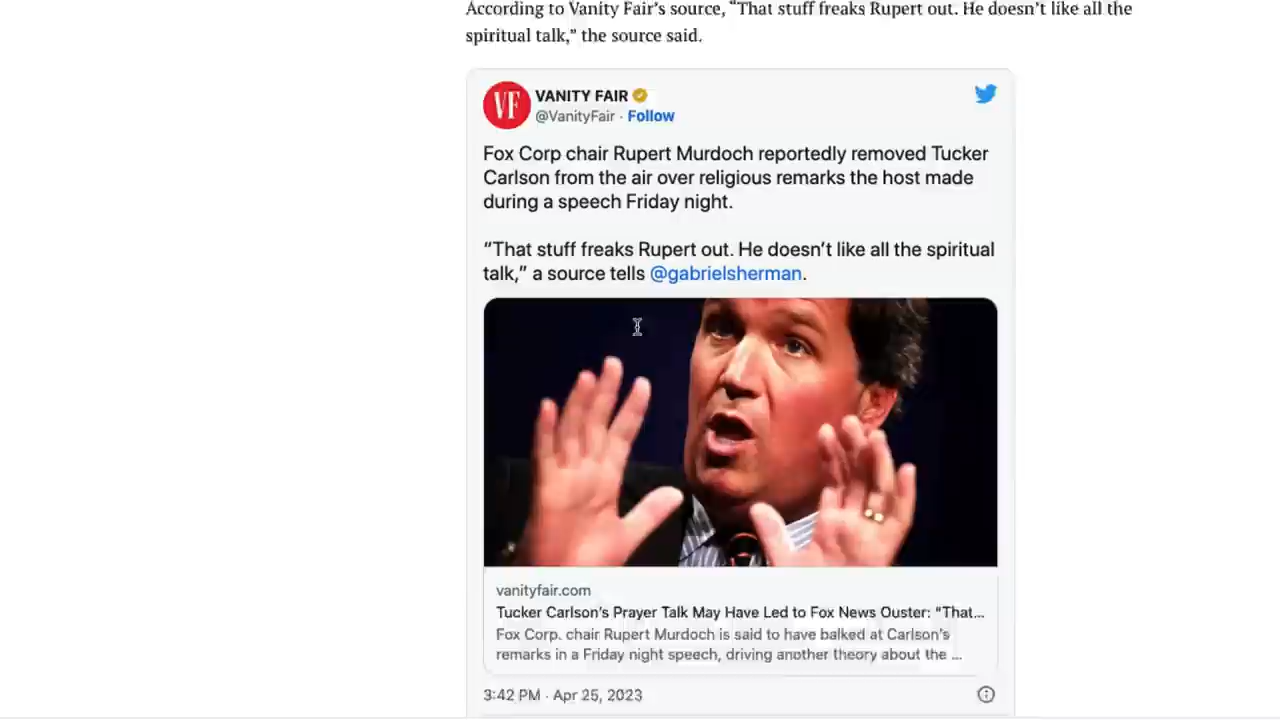 According to Vanity Fair’s source, “That stuff freaks Rupert out. He doesn’t like all the
spiritual talk,” the source said.
VF
VANITY FAIR
@VanityFair · Follow
Fox Corp chair Rupert Murdoch reportedly removed Tucker
Carlson from the air over religious remarks the host made
during a speech Friday night.
“That stuff freaks Rupert out. He doesn’t like all the spiritual
talk,” a source tells @gabrielsherman.
vanityfair.com
Tucker Carlson’s Prayer Talk May Have Led to Fox News Ouster: “That...
Fox Corp. chair Rupert Murdoch is said to have balked at Carlson’s
remarks in a Friday night speech, driving another theory about the ...
3:42 PM · Apr 25, 2023